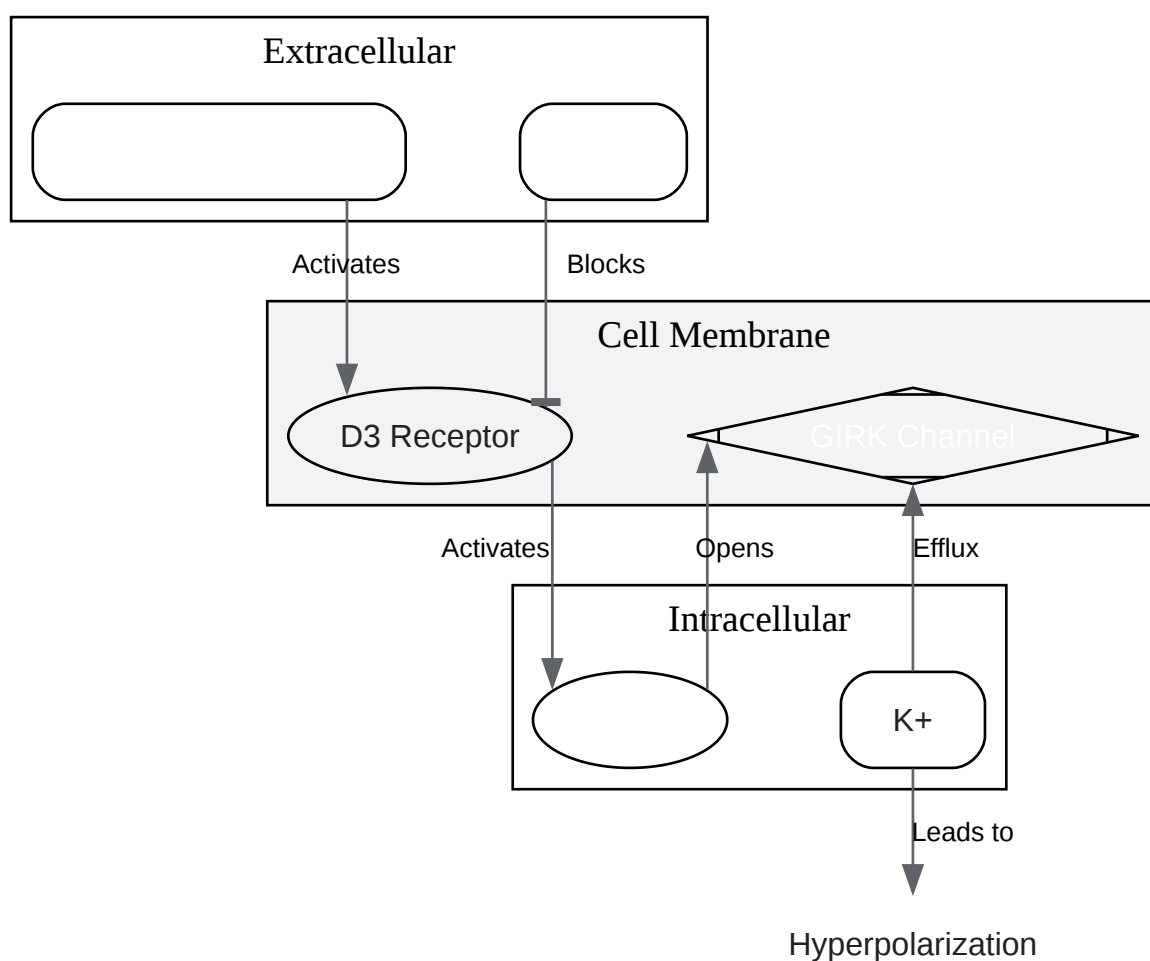 Extracellular
Activates
Blocks
Cell Membrane
D3 Receptor
GIRK Channel
Activates
Opens
Efflux
Intracellular
K+
Leads to
Hyperpolarization